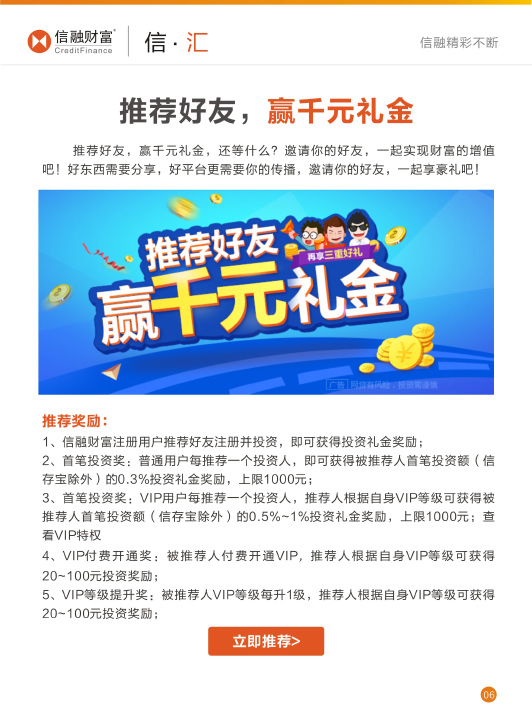 信融财富
CreditFinance
信·汇
信融精彩不断
推荐好友，赢千元礼金
推荐好友，赢千元礼金，还等什么？邀请你的好友，一起实现财富的增值
吧！好东西需要分享，好平台更需要你的传播，邀请你的好友，一起享豪礼吧！
推荐好友
再享三重好礼
赢千元礼金
广告 网贷有风险，投资需谨慎
推荐奖励：
1、信融财富注册用户推荐好友注册并投资，即可获得投资礼金奖励；
2、首笔投资奖：普通用户每推荐一个投资人，即可获得被推荐人首笔投资额（信
存宝除外）的0.3%投资礼金奖励，上限1000元；
3、首笔投资奖：VIP用户每推荐一个投资人，推荐人根据自身VIP等级可获得被
推荐人首笔投资额（信存宝除外）的0.5%~1%投资礼金奖励，上限1000元；查
看VIP特权
4、VIP付费开通奖：被推荐人付费开通VIP，推荐人根据自身VIP等级可获得
20~100元投资奖励；
5、VIP等级提升奖：被推荐人VIP等级每升1级，推荐人根据自身VIP等级可获得
20~100元投资奖励；
立即推荐>
06